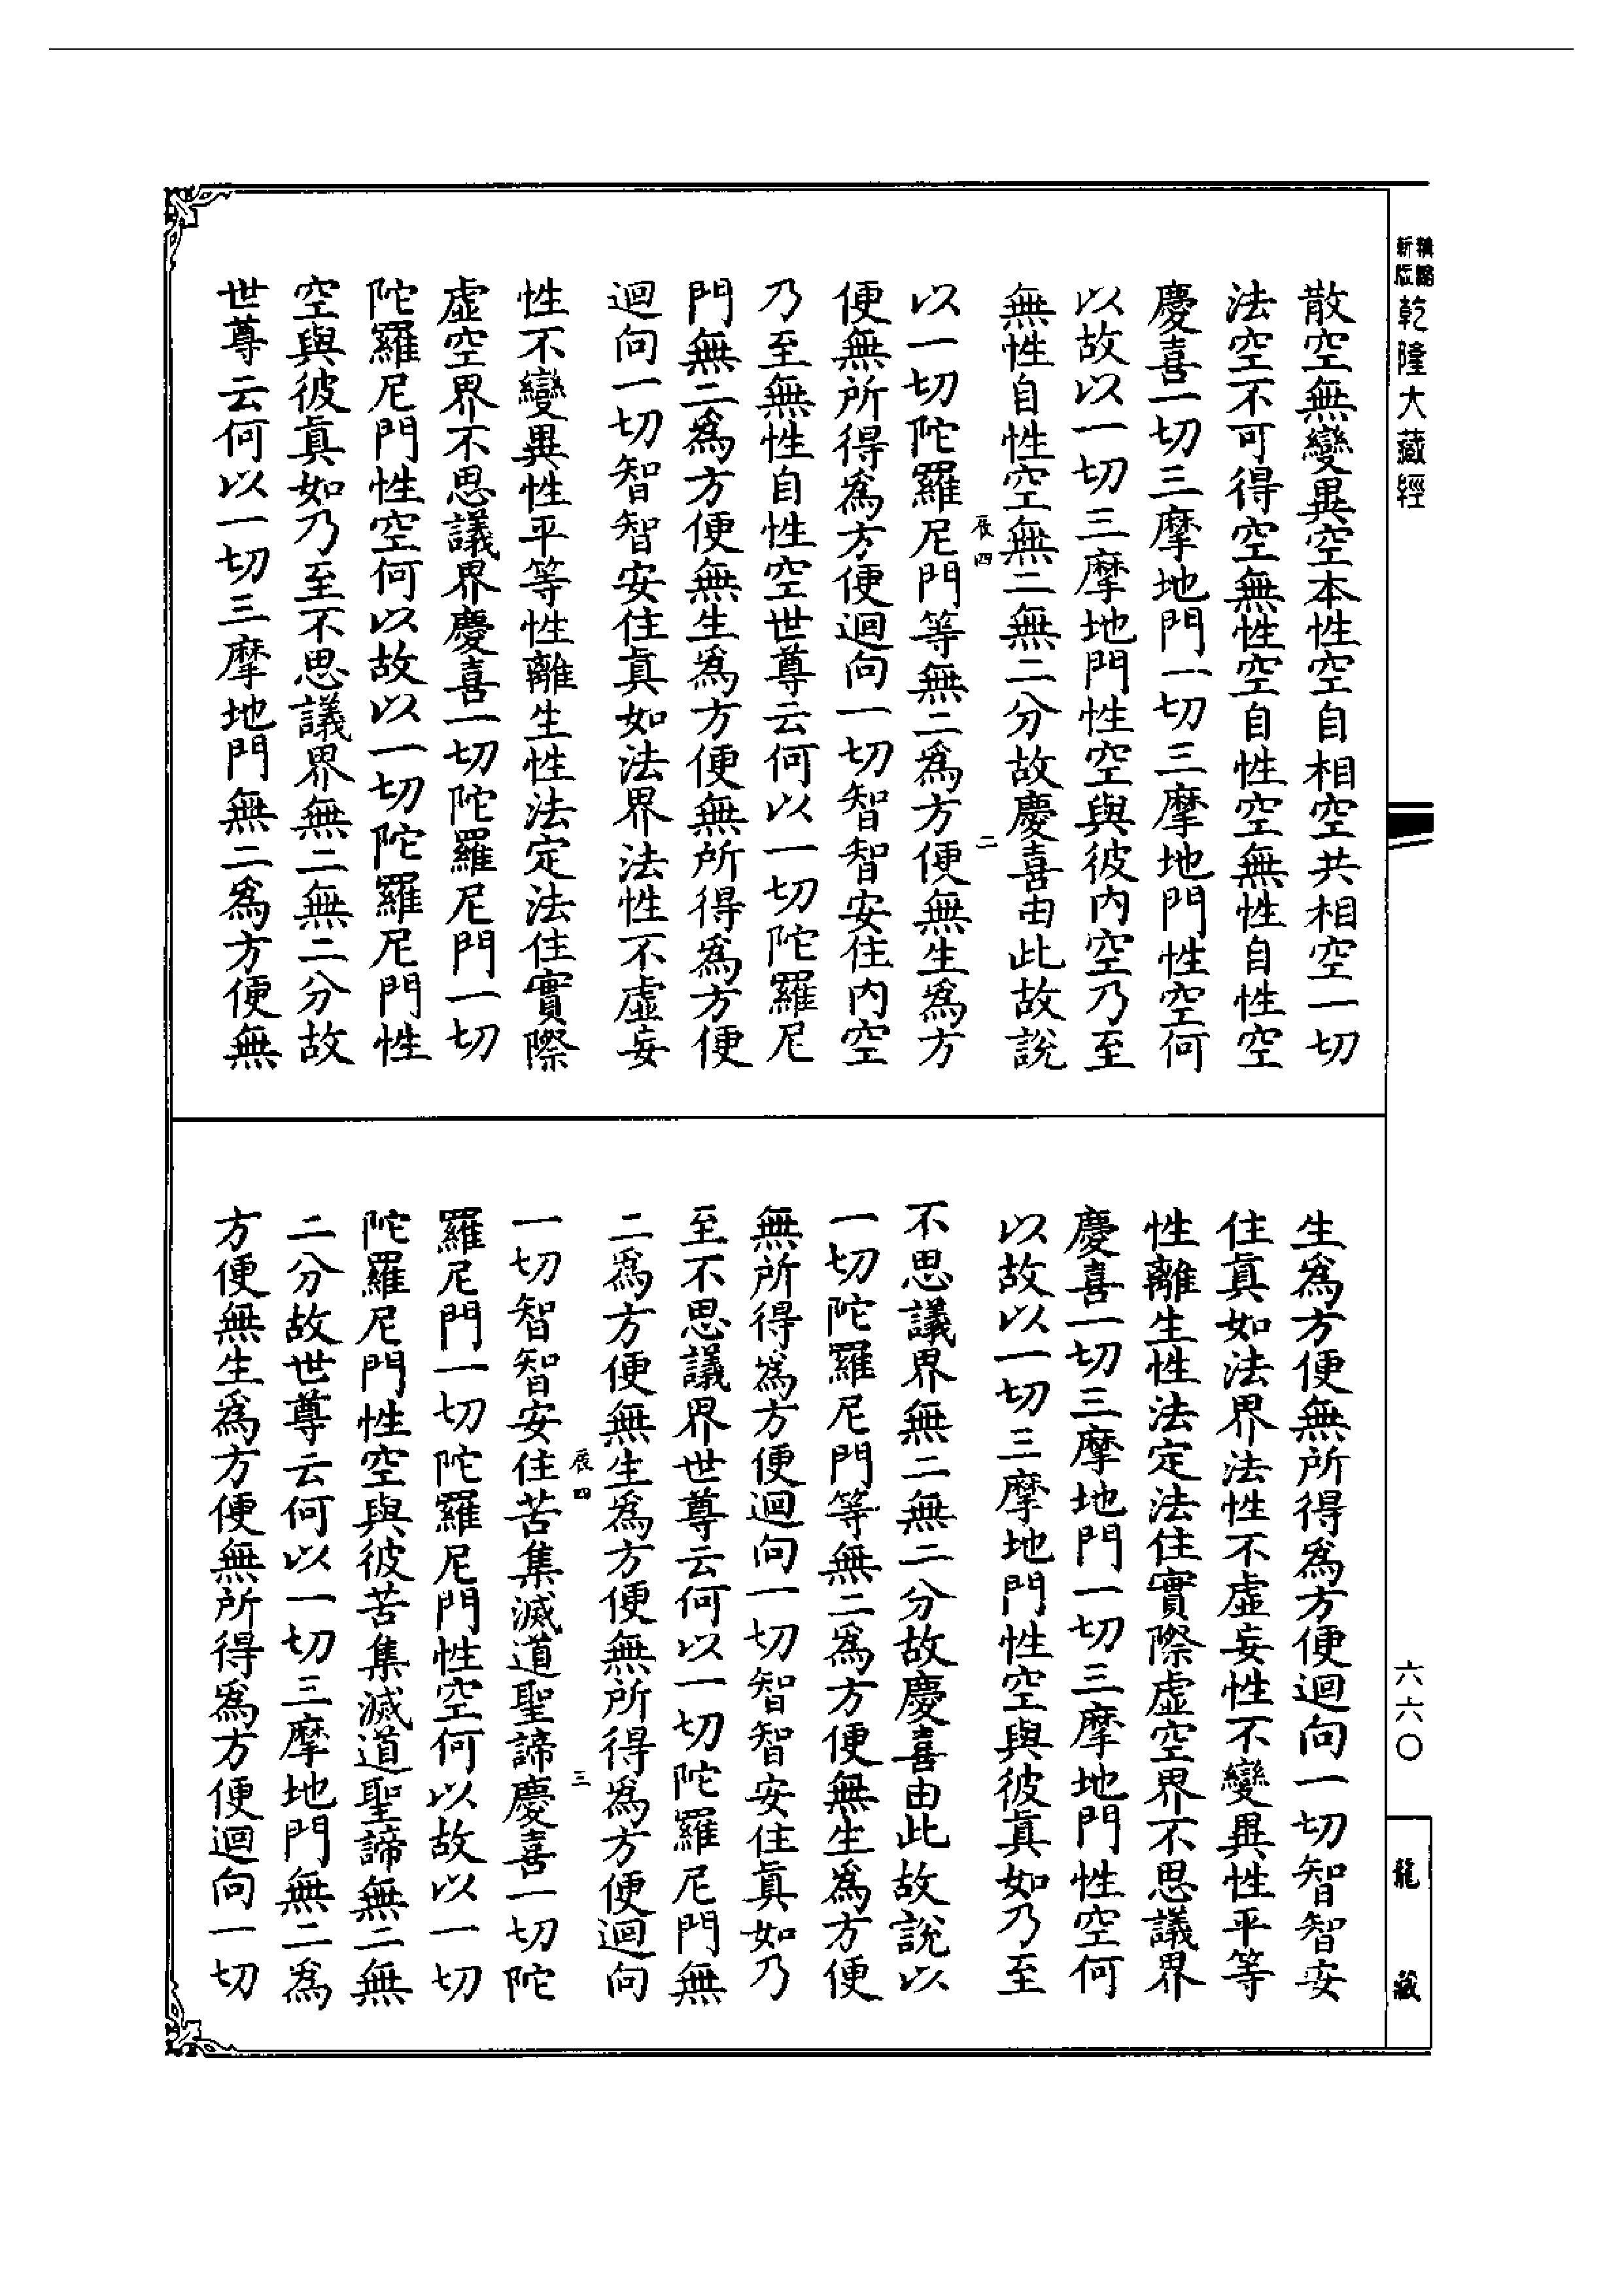 精縮新版乾隆大藏經
散空無變異空本性空自相空共相空一切
法空不可得空無性空自性空無性自性空
慶喜一切三摩地門一切三摩地門性空何
以故以一切三摩地門性空與彼內空乃至
無性自性空無二無二分故慶喜由此故說
辰四 二
以一切陀羅尼門等無二為方便無生為方
便無所得為方便迴向一切智智安住內空
乃至無性自性空世尊云何以一切陀羅尼
門無二為方便無生為方便無所得為方便
迴向一切智智安住真如法界法性不虛妄
性不變異性平等性離生性法定法住實際
虛空界不思議界慶喜一切陀羅尼門一切
陀羅尼門性空何以故以一切陀羅尼門性
空與彼真如乃至不思議界無二無二分故
世尊云何以一切三摩地門無二為方便無
生為方便無所得為方便迴向一切智智安
住真如法界法性不虛妄性不變異性平等
性離生性法定法住實際虛空界不思議界
慶喜一切三摩地門一切三摩地門性空何
以故以一切三摩地門性空與彼真如乃至
不思議界無二無二分故慶喜由此故說以
一切陀羅尼門等無二為方便無生為方便
無所得為方便迴向一切智智安住真如乃
至不思議界世尊云何以一切陀羅尼門無
二為方便無生為方便無所得為方便迴向
辰四 三
一切智智安住苦集滅道聖諦慶喜一切陀
羅尼門一切陀羅尼門性空何以故以一切
陀羅尼門性空與彼苦集滅道聖諦無二無
二分故世尊云何以一切三摩地門無二為
方便無生為方便無所得為方便迴向一切
六六〇
龍藏